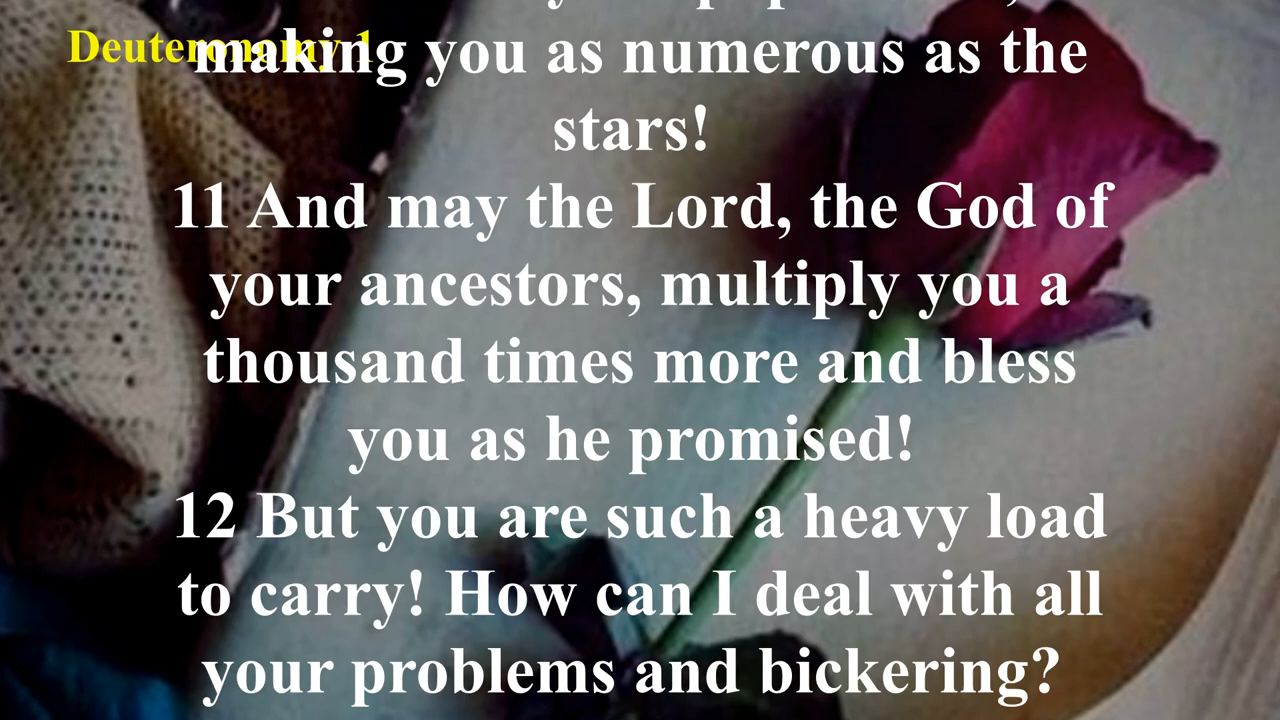 Deuteronomy 1
making you as numerous as the
stars!
11 And may the Lord, the God of
your ancestors, multiply you a
thousand times more and bless
you as he promised!
12 But you are such a heavy load
to carry! How can I deal with all
your problems and bickering?